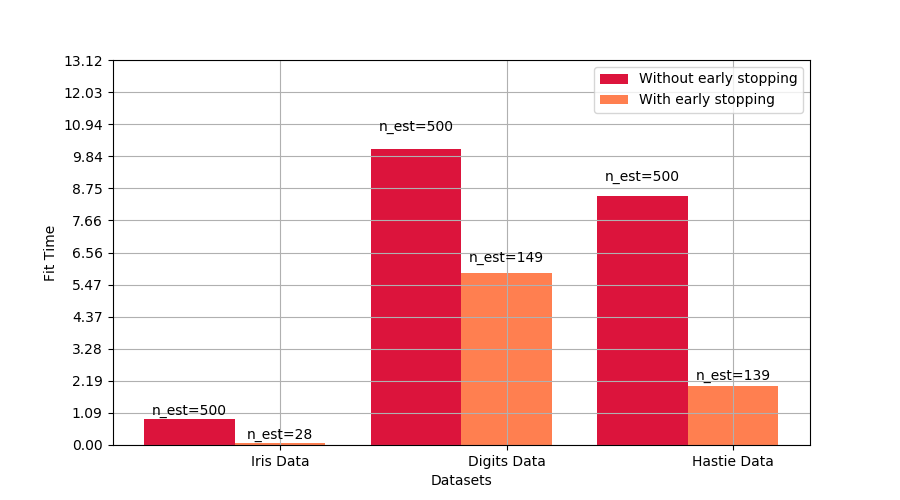 13.12
12.03
10.94
9.84
8.75
7.66
6.56
5.47
4.37
3.28
2.19
1.09
0.00
Fit Time
Without early stopping
With early stopping
n_est=500
n_est=28
n_est=500
n_est=149
n_est=500
n_est=139
Iris Data
Digits Data
Hastie Data
Datasets